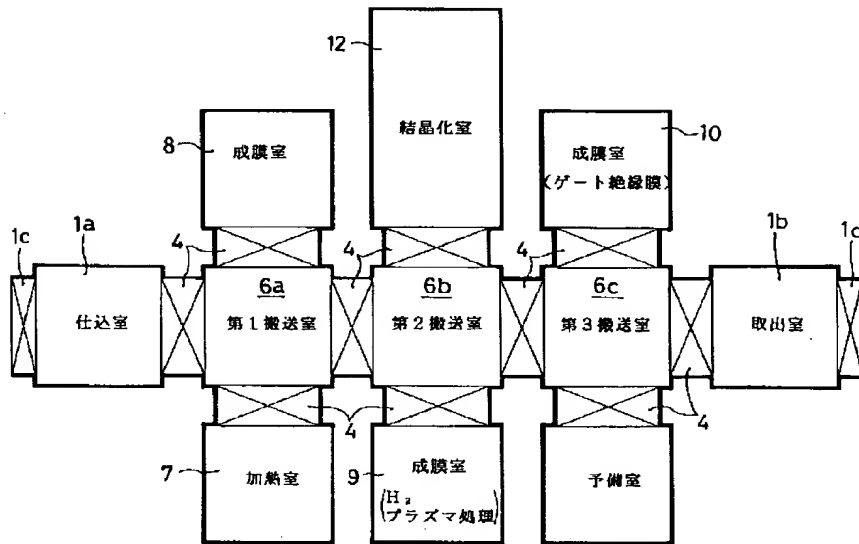 12
結晶化室
8
成膜室
10
成膜室
(ゲート絶縁膜)
1c
1a
4
4
4
1b
1c
仕込室
6a
第1搬送室
6b
第2搬送室
6c
第3搬送室
取出室
4
4
4
7
加熱室
9
成膜室
(H₂
プラズマ処理)
予備室